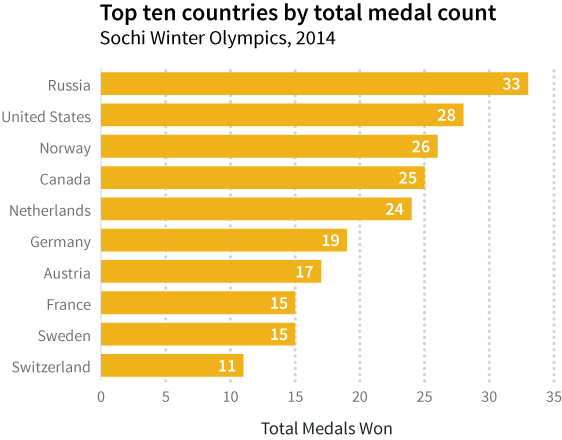 Top ten countries by total medal count
Sochi Winter Olympics, 2014
Russia 33
United States 28
Norway 26
Canada 25
Netherlands 24
Germany 19
Austria 17
France 15
Sweden 15
Switzerland 11
0 5 10 15 20 25 30 35
Total Medals Won